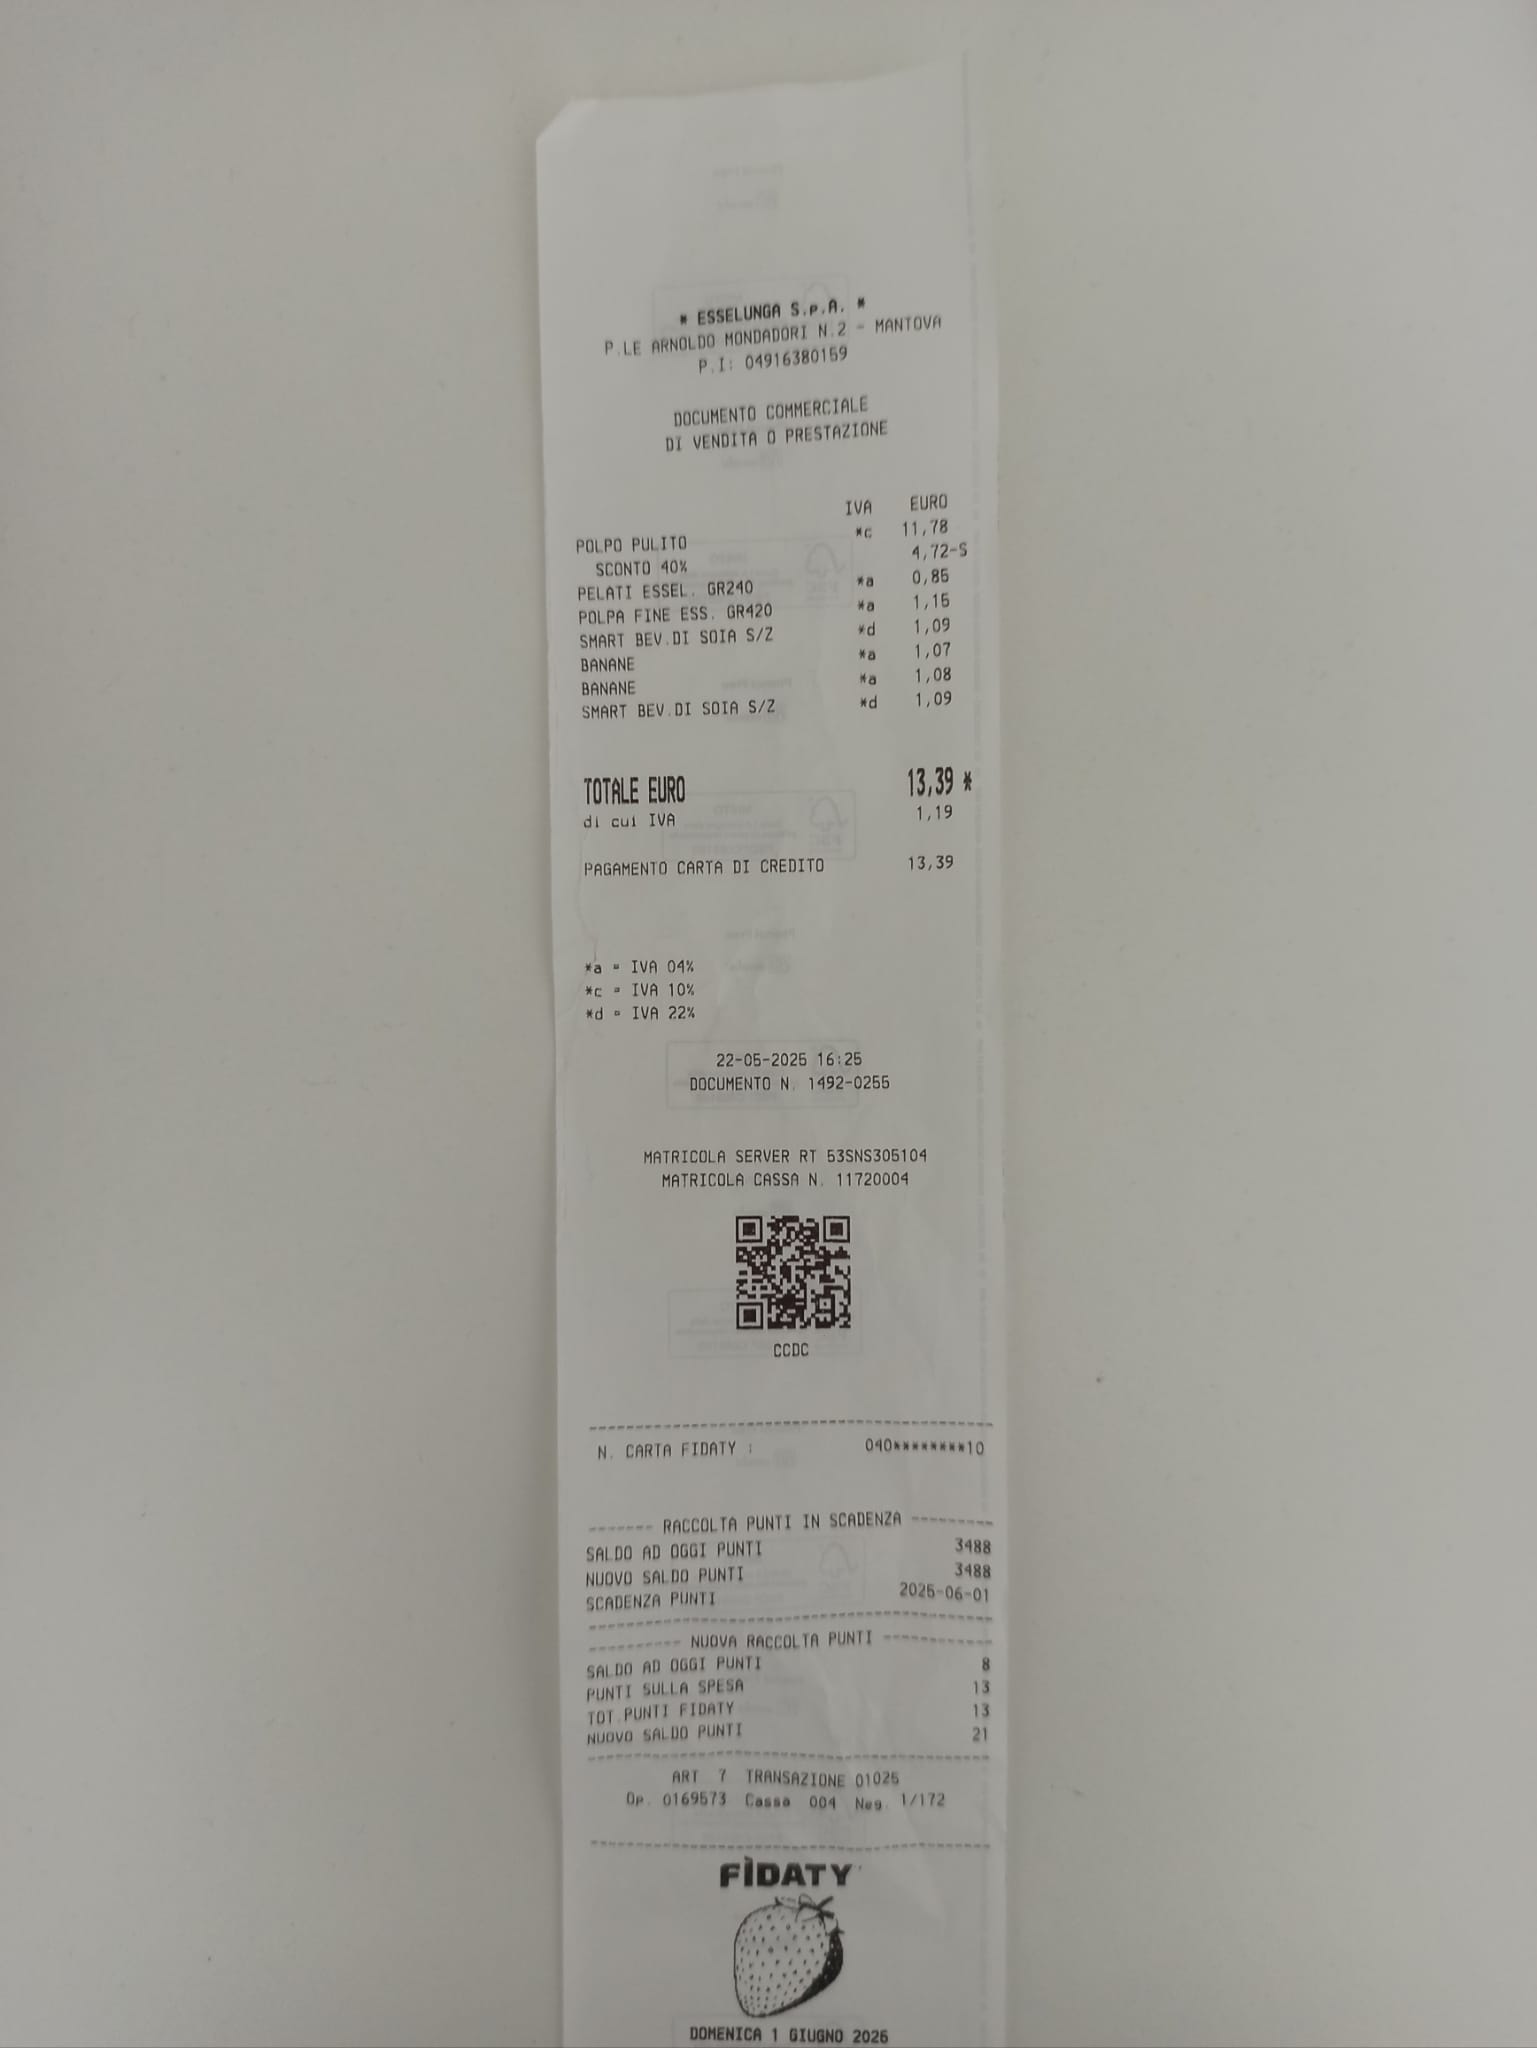 * ESSELUNGA S.p.A. *
P.LE ARNOLDO MONDADORI N.2 - MANTOVA
P.I: 04916380159
DOCUMENTO COMMERCIALE
DI VENDITA O PRESTAZIONE
IVA EURO
POLPO PULITO *c 11,78
SCONTO 40% 4,72-S
PELATI ESSEL. GR240 *a 0,85
POLPA FINE ESS. GR420 *a 1,15
SMART BEV.DI SOIA S/Z *d 1,09
BANANE *a 1,07
BANANE *a 1,08
SMART BEV.DI SOIA S/Z *d 1,09
TOTALE EURO 13,39 *
di cui IVA 1,19
PAGAMENTO CARTA DI CREDITO 13,39
*a = IVA 04%
*c = IVA 10%
*d = IVA 22%
22-05-2025 16:25
DOCUMENTO N. 1492-0255
MATRICOLA SERVER RT 53SNS305104
MATRICOLA CASSA N. 11720004
CCDC
N. CARTA FIDATY : 040********10
RACCOLTA PUNTI IN SCADENZA
SALDO AD OGGI PUNTI 3488
NUOVO SALDO PUNTI 3488
SCADENZA PUNTI 2025-06-01
NUOVA RACCOLTA PUNTI
SALDO AD OGGI PUNTI 8
PUNTI SULLA SPESA 13
TOT.PUNTI FIDATY 13
NUOVO SALDO PUNTI 21
ART 7 TRANSAZIONE 01025
Op. 0169573 Cassa 004 Neg. 1/172
FÌDATY
DOMENICA 1 GIUGNO 2025